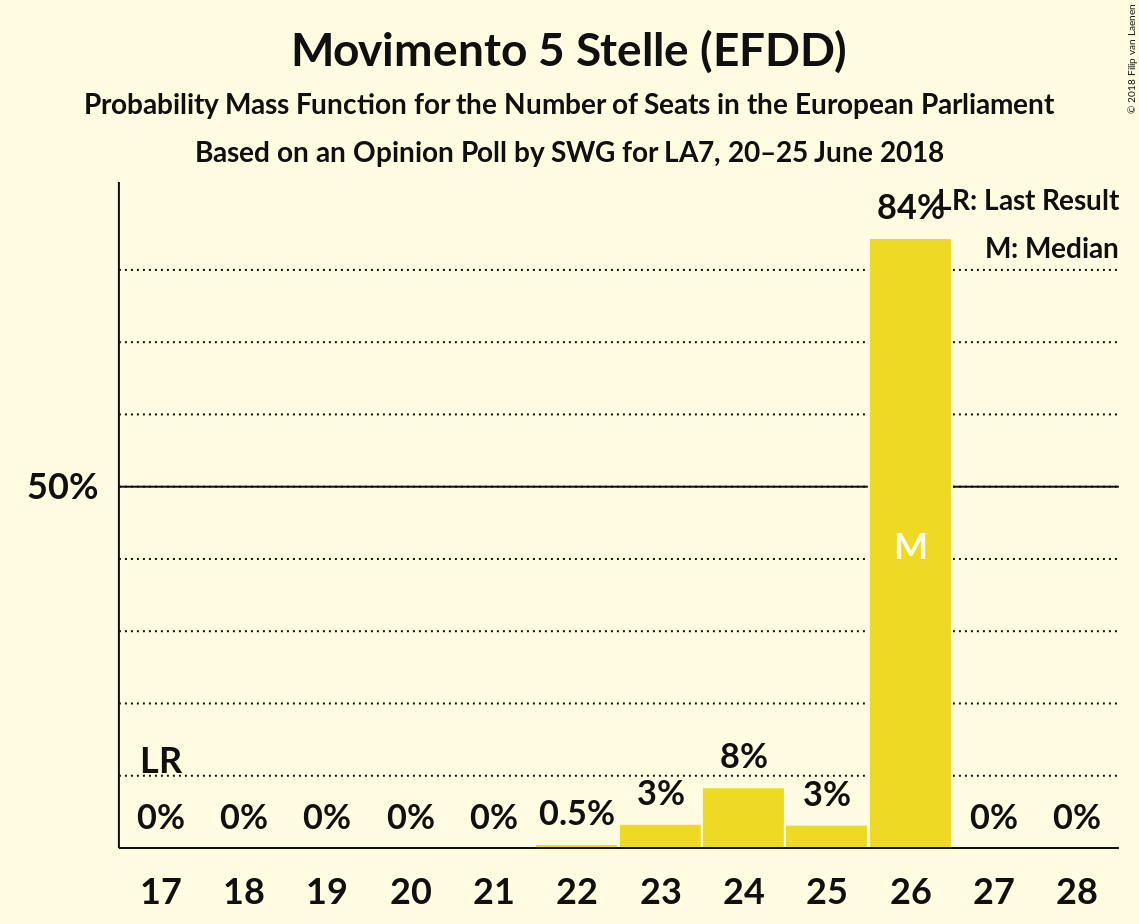 Movimento 5 Stelle (EFDD)
Probability Mass Function for the Number of Seats in the European Parliament
Based on an Opinion Poll by SWG for LA7, 20–25 June 2018
© 2018 Filip van Laenen
LR: Last Result
M: Median
84%
50%
M
LR
0% 0% 0% 0% 0% 0.5% 3% 8% 3% 0% 0%
17 18 19 20 21 22 23 24 25 26 27 28